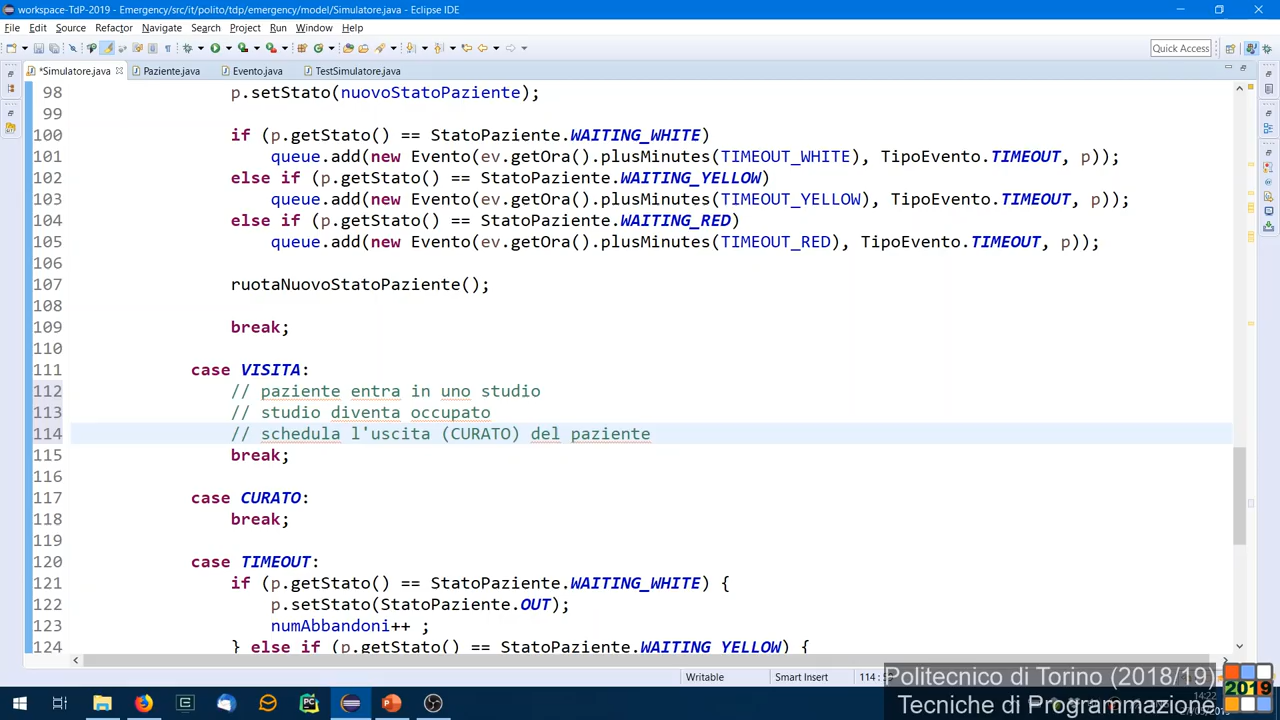 workspace-TdP-2019 - Emergency/src/it/polito/tdp/emergency/model/Simulatore.java - Eclipse IDE
File Edit Source Refactor Navigate Search Project Run Window Help
Quick Access
*Simulatore.java Paziente.java Evento.java TestSimulatore.java
98 p.setStato(nuovoStatoPaziente);
99
100 if (p.getStato() == StatoPaziente.WAITING_WHITE)
101 queue.add(new Evento(ev.getOra().plusMinutes(TIMEOUT_WHITE), TipoEvento.TIMEOUT, p));
102 else if (p.getStato() == StatoPaziente.WAITING_YELLOW)
103 queue.add(new Evento(ev.getOra().plusMinutes(TIMEOUT_YELLOW), TipoEvento.TIMEOUT, p));
104 else if (p.getStato() == StatoPaziente.WAITING_RED)
105 queue.add(new Evento(ev.getOra().plusMinutes(TIMEOUT_RED), TipoEvento.TIMEOUT, p));
106
107 ruotaNuovoStatoPaziente();
108
109 break;
110
111 case VISITA:
112 // paziente entra in uno studio
113 // studio diventa occupato
114 // schedula l'uscita (CURATO) del paziente
115 break;
116
117 case CURATO:
118 break;
119
120 case TIMEOUT:
121 if (p.getStato() == StatoPaziente.WAITING_WHITE) {
122 p.setStato(StatoPaziente.OUT);
123 numAbbandoni++ ;
124 } else if (p.getStato() == StatoPaziente.WAITING_YELLOW) {
Writable Smart Insert
Politecnico di Torino (2018/19)
Tecniche di Programmazione
2019
14:22